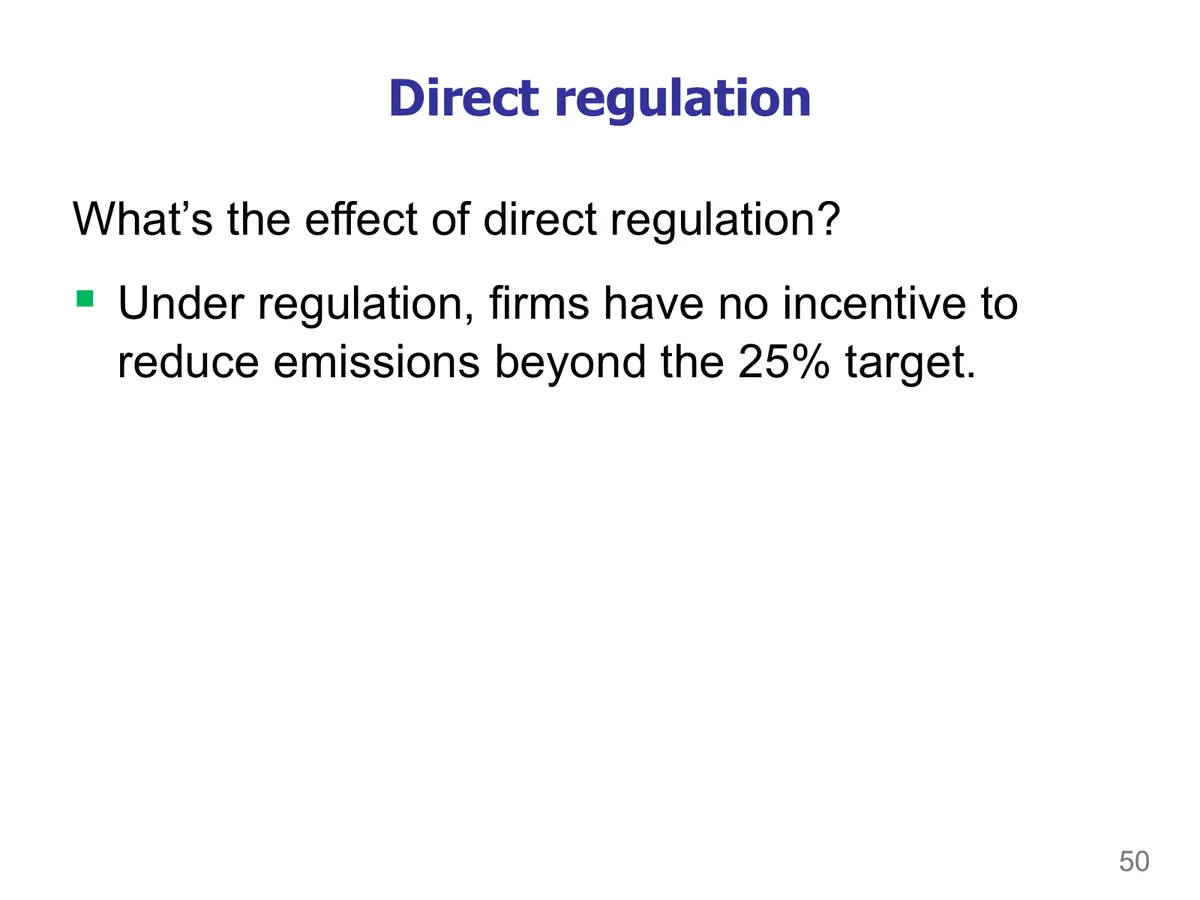 Direct regulation
What’s the effect of direct regulation?
Under regulation, firms have no incentive to
reduce emissions beyond the 25% target.
50